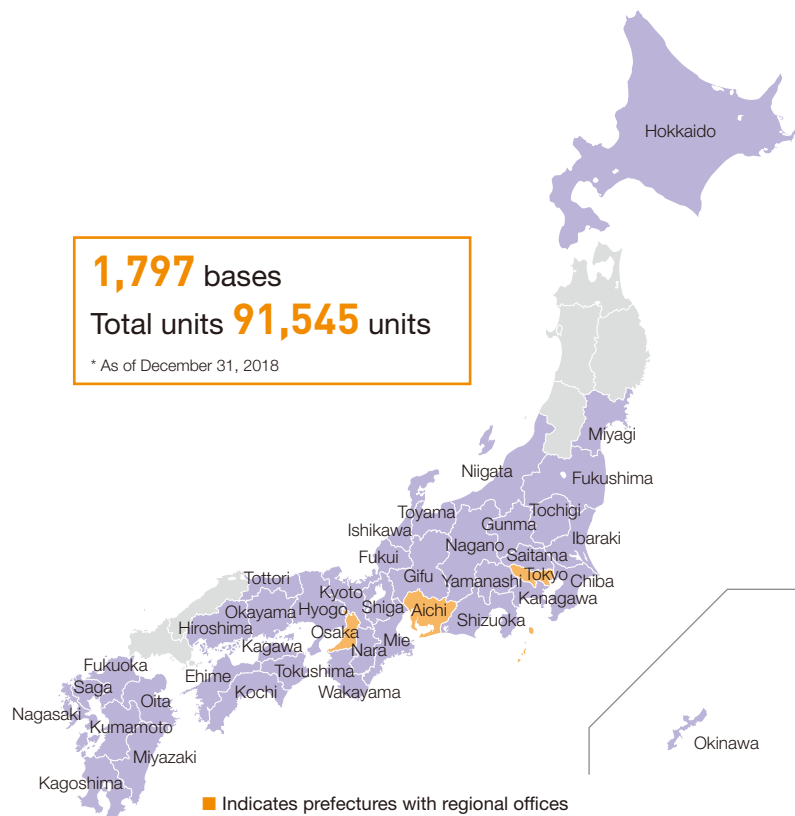 Hokkaido
1,797 bases
Total units 91,545 units
* As of December 31, 2018
Miyagi
Niigata
Fukushima
Toyama
Tochigi
Gunma
Ishikawa
Ibaraki
Nagano
Saitama
Fukui
Tokyo
Gifu
Yamanashi
Chiba
Tottori
Kyoto
Kanagawa
Okayama
Hyogo
Shiga
Aichi
Shizuoka
Hiroshima
Osaka
Mie
Kagawa
Nara
Fukuoka
Ehime
Tokushima
Saga
Kochi
Wakayama
Oita
Nagasaki
Kumamoto
Okinawa
Miyazaki
Kagoshima
Indicates prefectures with regional offices